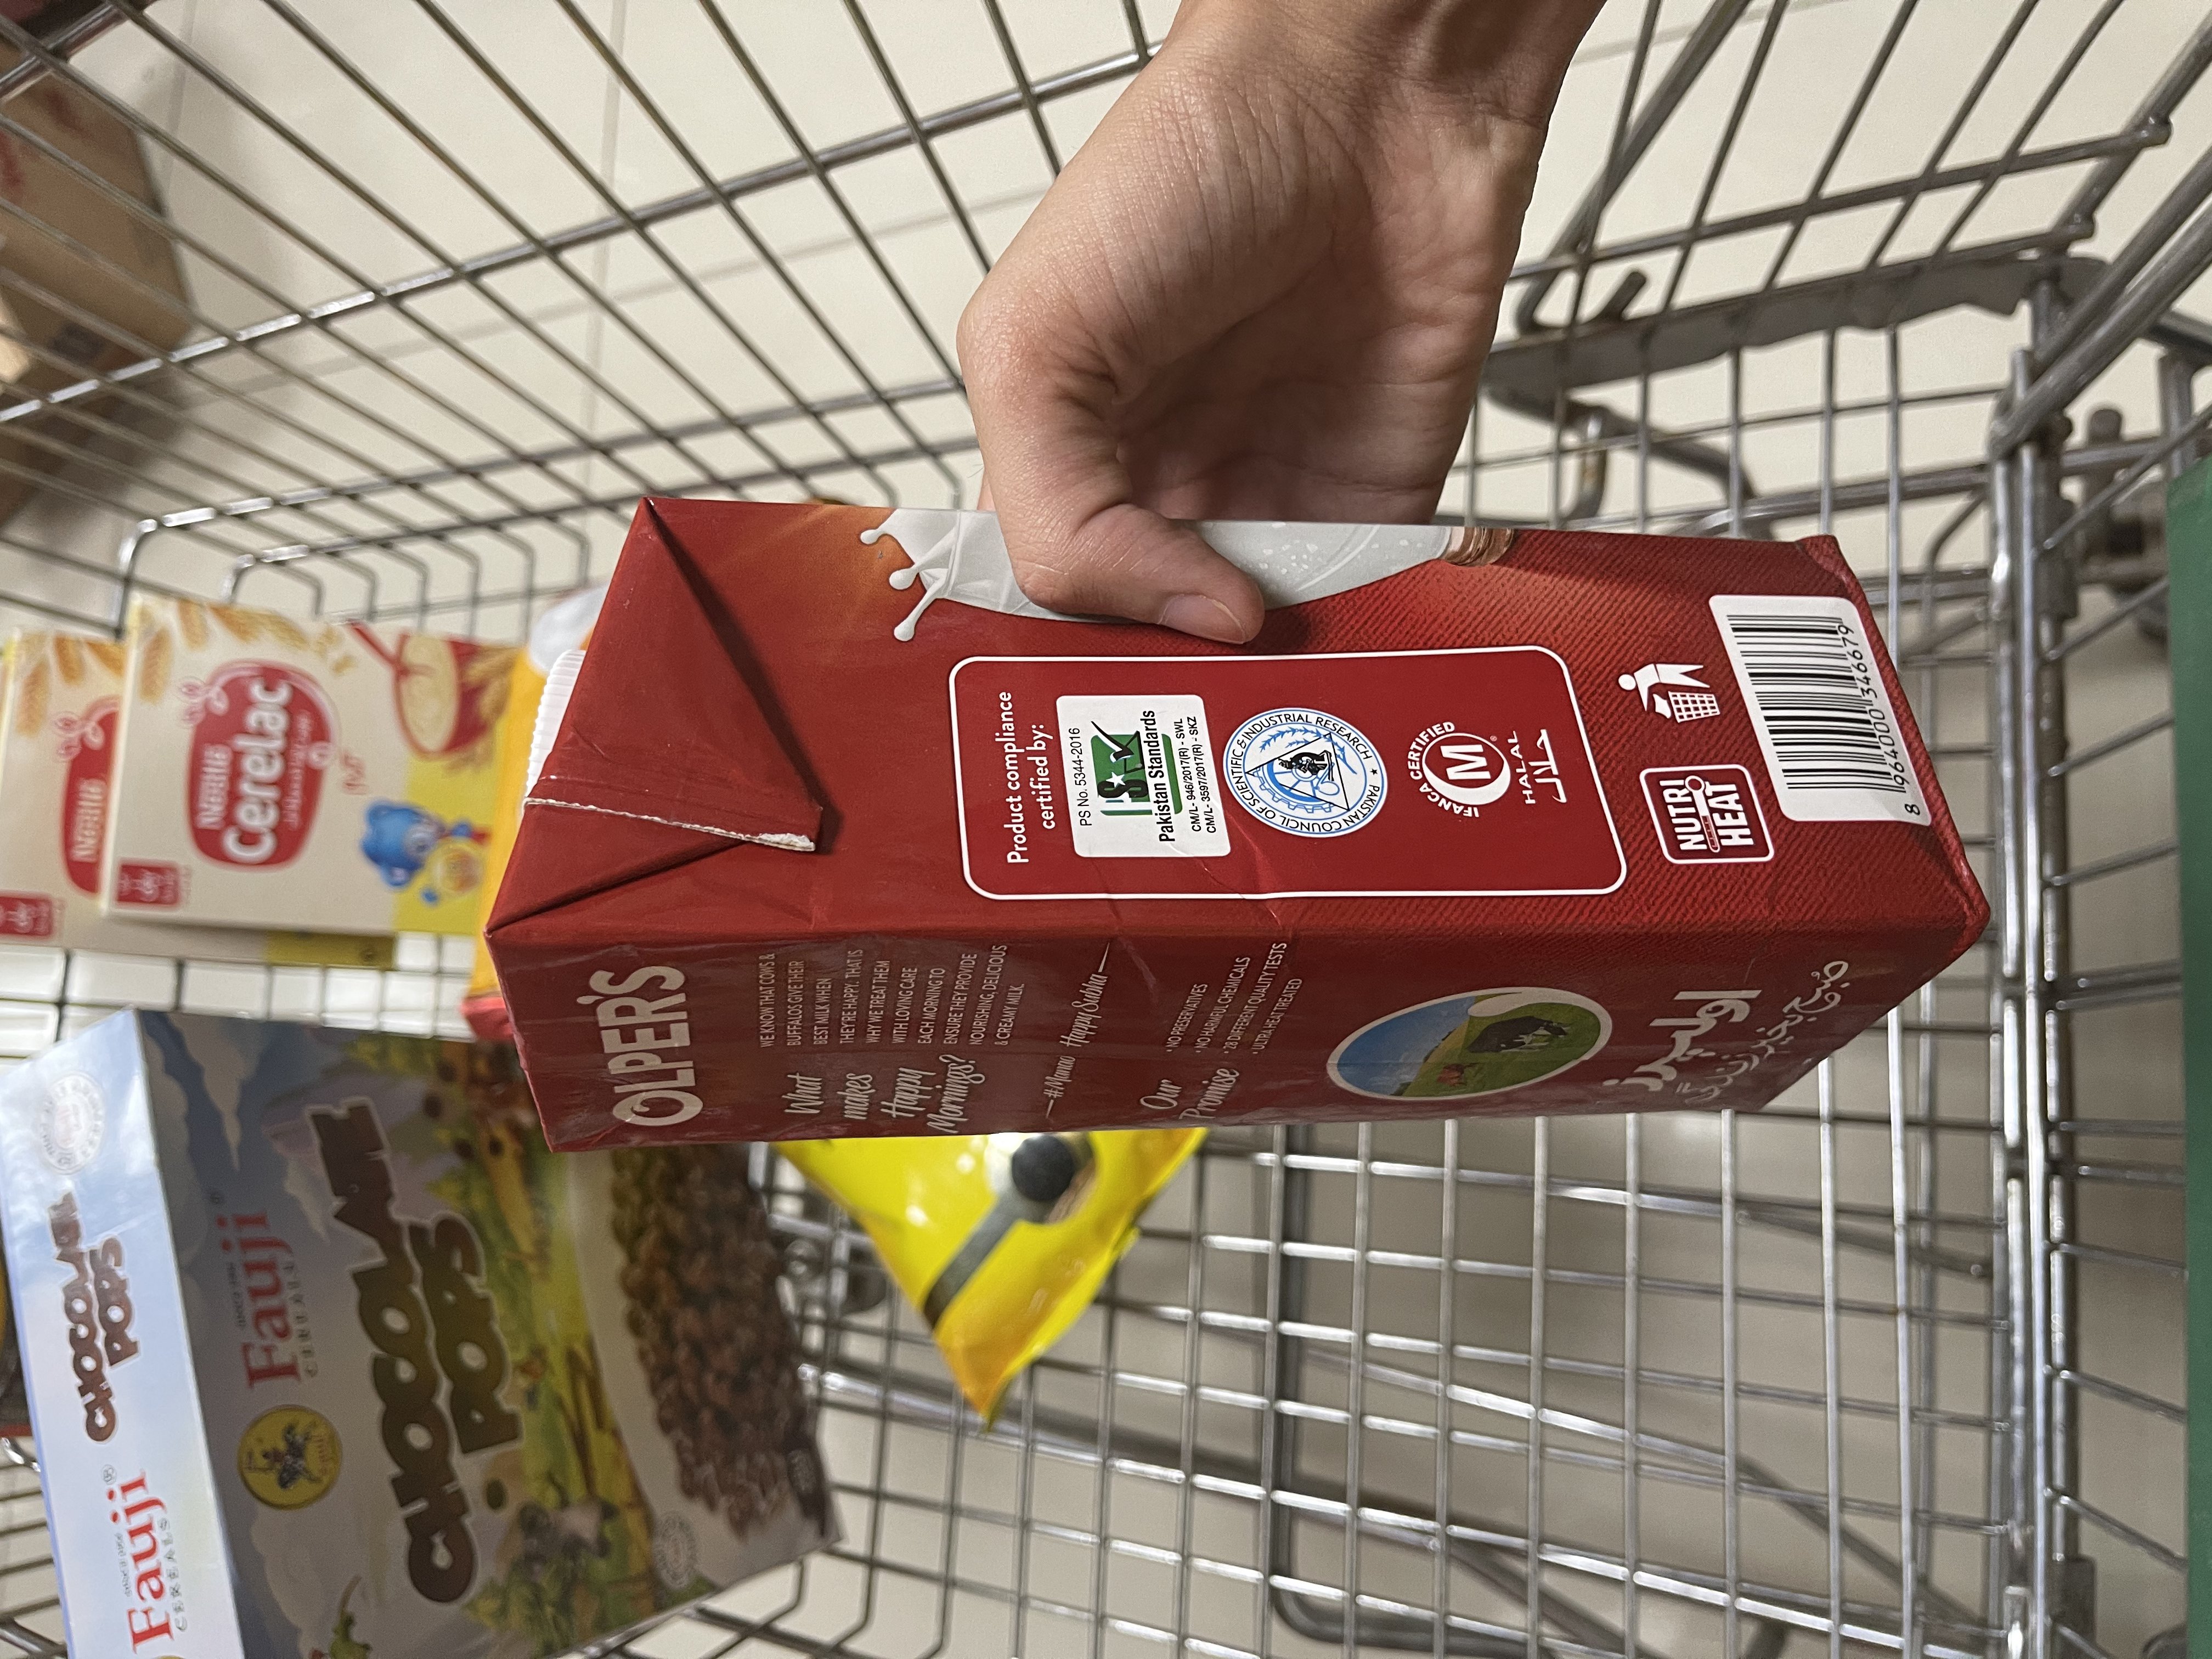 Fauji
CEREALS
CHOCOLATE
POPS
SINCE 1954
Fauji
CEREALS
CHOCOLATE
POPS
Nestlé
Nestlé
Cerelac
OLPER'S
What
makes
Happy
Mornings?
WE KNOW THAT COWS &
BUFFALOS GIVE THEIR
BEST MILK WHEN
THEY'RE HAPPY. THAT IS
WHY WE TREAT THEM
WITH LOVING CARE
EACH MORNING TO
ENSURE THEY PROVIDE
NOURISHING, DELICIOUS
& CREAMY MILK.
#Manao Happy Subha
Our
Promise
• NO PRESERVATIVES
• NO HARMFUL CHEMICALS
• 28 DIFFERENT QUALITY TESTS
• ULTRA HEAT TREATED
اولپرز
صُبح بخیر زندگی
Product compliance
certified by:
PS No. 5344-2016
PS
Pakistan Standards
CM/L- 946/2017(R) - SWL
CM/L- 3597/2017(R) - SKZ
PAKISTAN COUNCIL OF SCIENTIFIC & INDUSTRIAL RESEARCH
IFANCA CERTIFIED
M
HALAL
حلال
NUTRI
HEAT
8 964000 346679